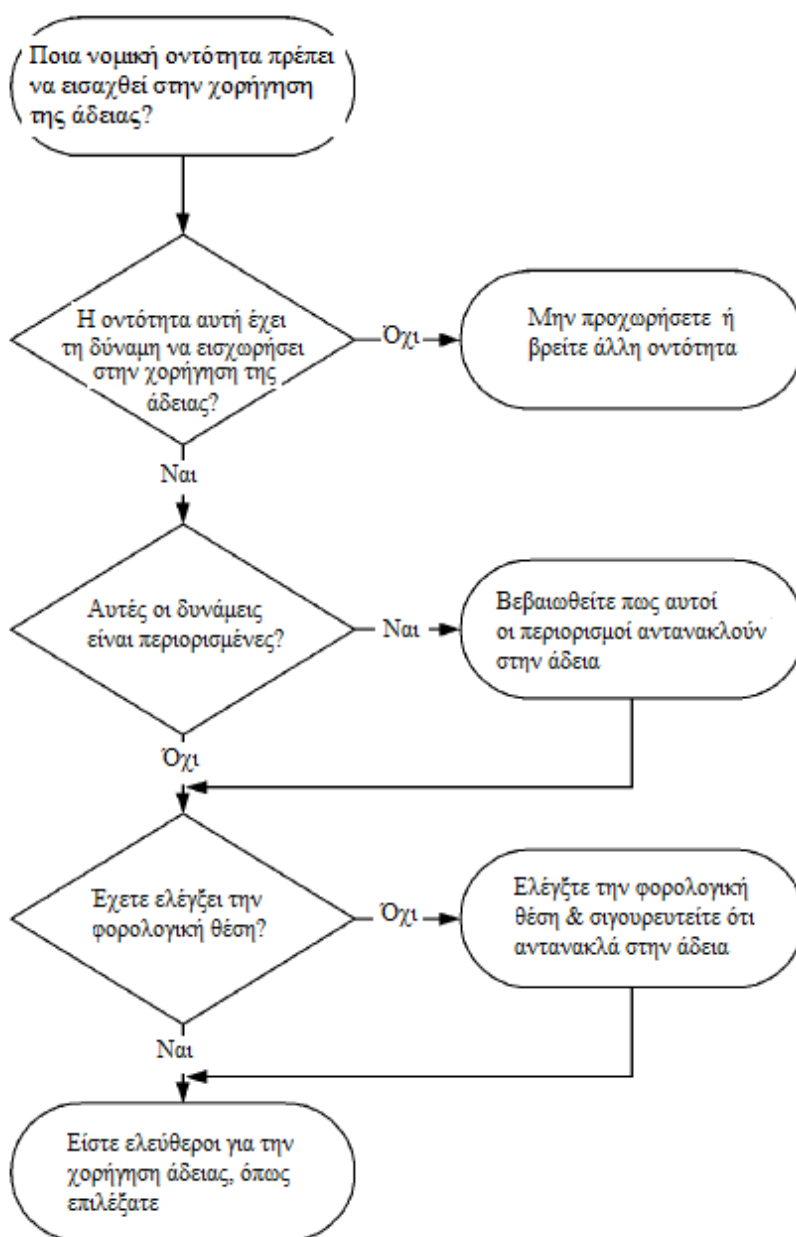 Ποια νομική οντότητα πρέπει
να εισαχθεί στην χορήγηση
της άδειας?
Η οντότητα αυτή έχει
τη δύναμη να εισχωρήσει
στην χορήγηση της
άδειας?
Όχι
Μην προχωρήσετε ή
βρείτε άλλη οντότητα
Ναι
Αυτές οι δυνάμεις
είναι περιορισμένες?
Ναι
Βεβαιωθείτε πως αυτοί
οι περιορισμοί αντανακλούν
στην άδεια
Όχι
Έχετε ελέγξει την
φορολογική θέση?
Όχι
Ελέγξτε την φορολογική
θέση & σιγουρευτείτε ότι
αντανακλά στην άδεια
Ναι
Είστε ελεύθεροι για την
χορήγηση άδειας, όπως
επιλέξατε